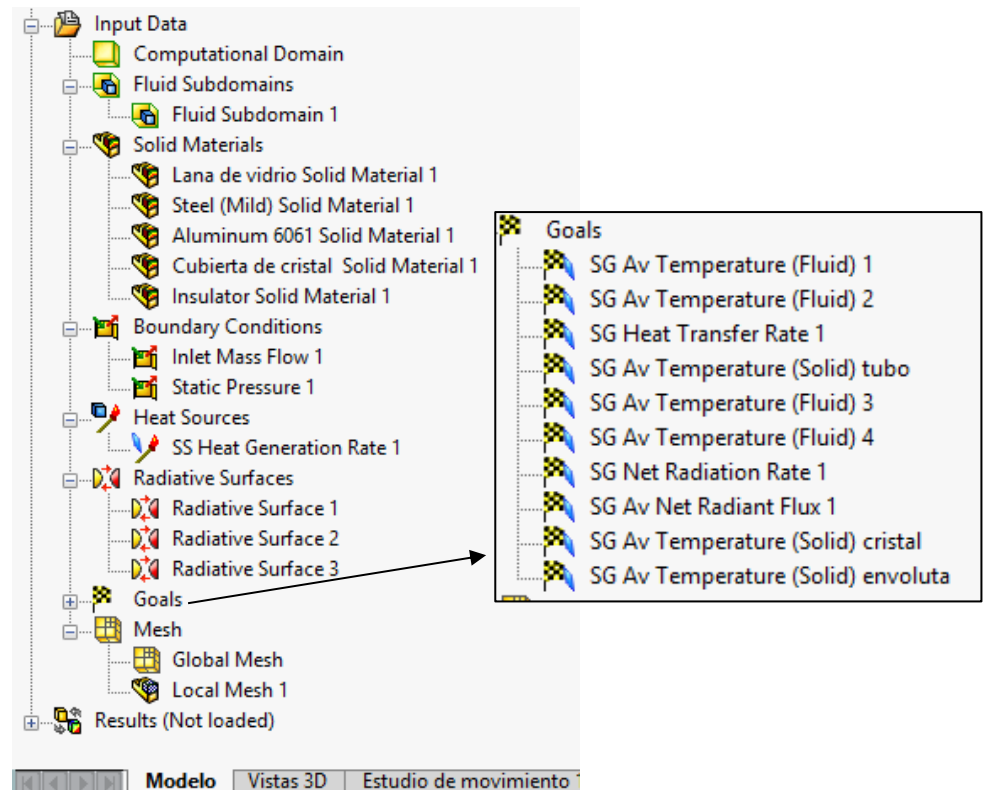 Input Data
Computational Domain
Fluid Subdomains
Fluid Subdomain 1
Solid Materials
Lana de vidrio Solid Material 1
Steel (Mild) Solid Material 1
Aluminum 6061 Solid Material 1
Cubierta de cristal Solid Material 1
Insulator Solid Material 1
Boundary Conditions
Inlet Mass Flow 1
Static Pressure 1
Heat Sources
SS Heat Generation Rate 1
Radiative Surfaces
Radiative Surface 1
Radiative Surface 2
Radiative Surface 3
Goals
Mesh
Global Mesh
Local Mesh 1
Results (Not loaded)
Modelo Vistas 3D Estudio de movimiento 1
Goals
SG Av Temperature (Fluid) 1
SG Av Temperature (Fluid) 2
SG Heat Transfer Rate 1
SG Av Temperature (Solid) tubo
SG Av Temperature (Fluid) 3
SG Av Temperature (Fluid) 4
SG Net Radiation Rate 1
SG Av Net Radiant Flux 1
SG Av Temperature (Solid) cristal
SG Av Temperature (Solid) envoluta